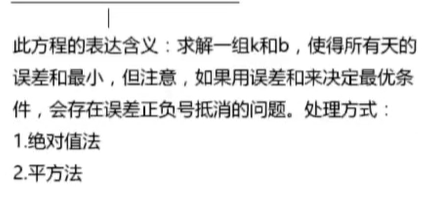 此方程的表达含义：求解一组k和b，使得所有天的
误差和最小，但注意，如果用误差和来决定最优条
件，会存在误差正负号抵消的问题。处理方式：
1.绝对值法
2.平方法